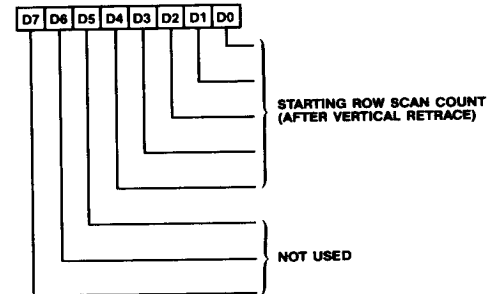 D7 D6 D5 D4 D3 D2 D1 D0
STARTING ROW SCAN COUNT
(AFTER VERTICAL RETRACE)
NOT USED